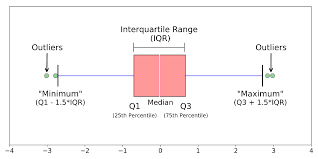 Interquartile Range
(IQR)
Outliers
Outliers
"Minimum"
(Q1 - 1.5*IQR)
"Maximum"
(Q3 + 1.5*IQR)
Q1
Median
Q3
(25th Percentile)
(75th Percentile)
−4
−3
−2
−1
0
1
2
3
4